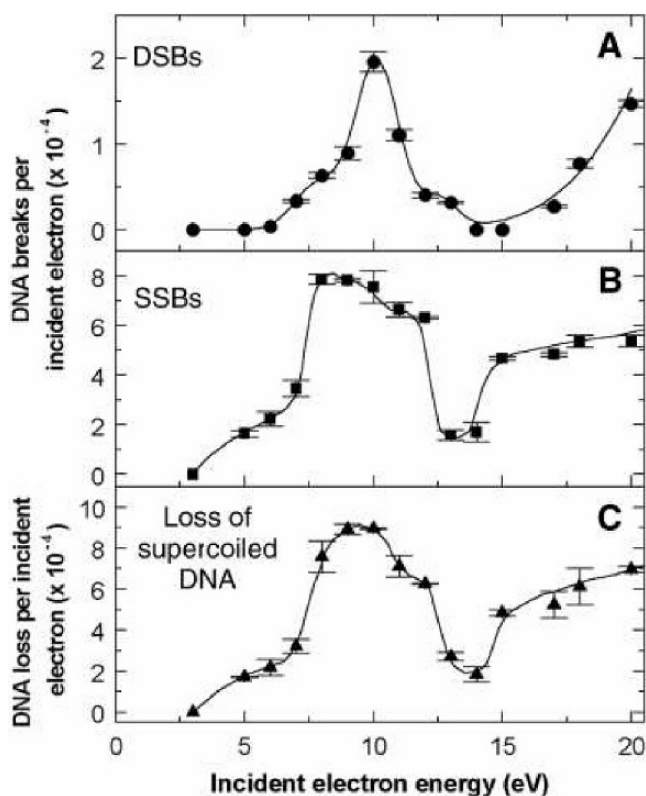 DSBs
A
2
1
0
DNA breaks per
incident electron (x 10⁻⁴)
SSBs
B
8
6
4
2
0
Loss of
supercoiled
DNA
C
10
8
6
4
2
0
DNA loss per incident
electron (x 10⁻⁴)
0 5 10 15 20
Incident electron energy (eV)